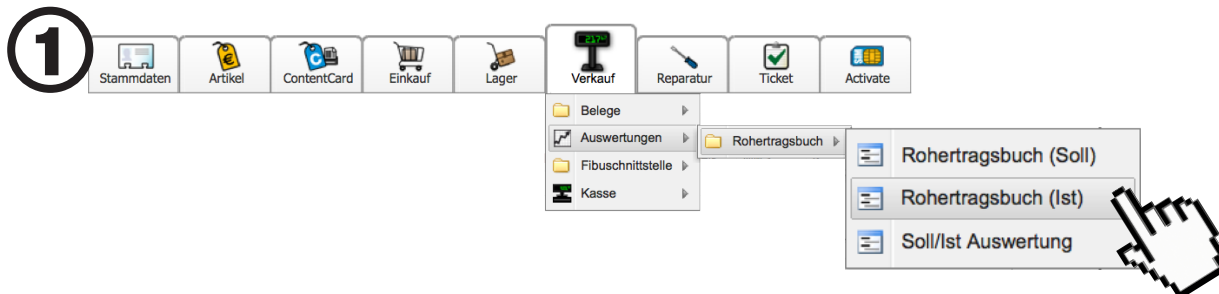 1
Stammdaten Artikel ContentCard Einkauf Lager Verkauf Reparatur Ticket Activate
Belege
Auswertungen
Rohertragsbuch
Fibuschnittstelle
Kasse
Rohertragsbuch (Soll)
Rohertragsbuch (Ist)
Soll/Ist Auswertung